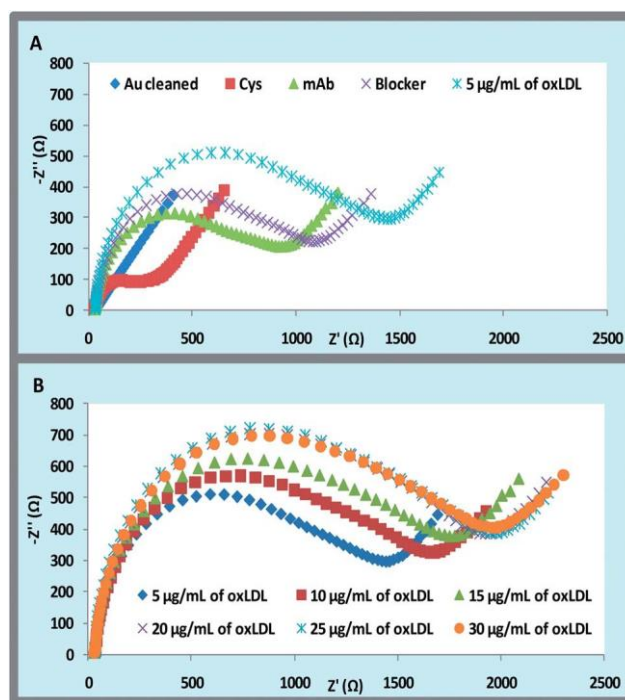 A
800
Au cleaned Cys mAb Blocker 5 µg/mL of oxLDL
700
600
500
400
300
200
100
0
-Z'' (Ω)
0 500 1000 1500 2000 2500
Z' (Ω)
B
800
700
600
500
400
300
200
100
0
-Z'' (Ω)
5 µg/mL of oxLDL 10 µg/mL of oxLDL 15 µg/mL of oxLDL
20 µg/mL of oxLDL 25 µg/mL of oxLDL 30 µg/mL of oxLDL
0 500 1000 1500 2000 2500
Z' (Ω)